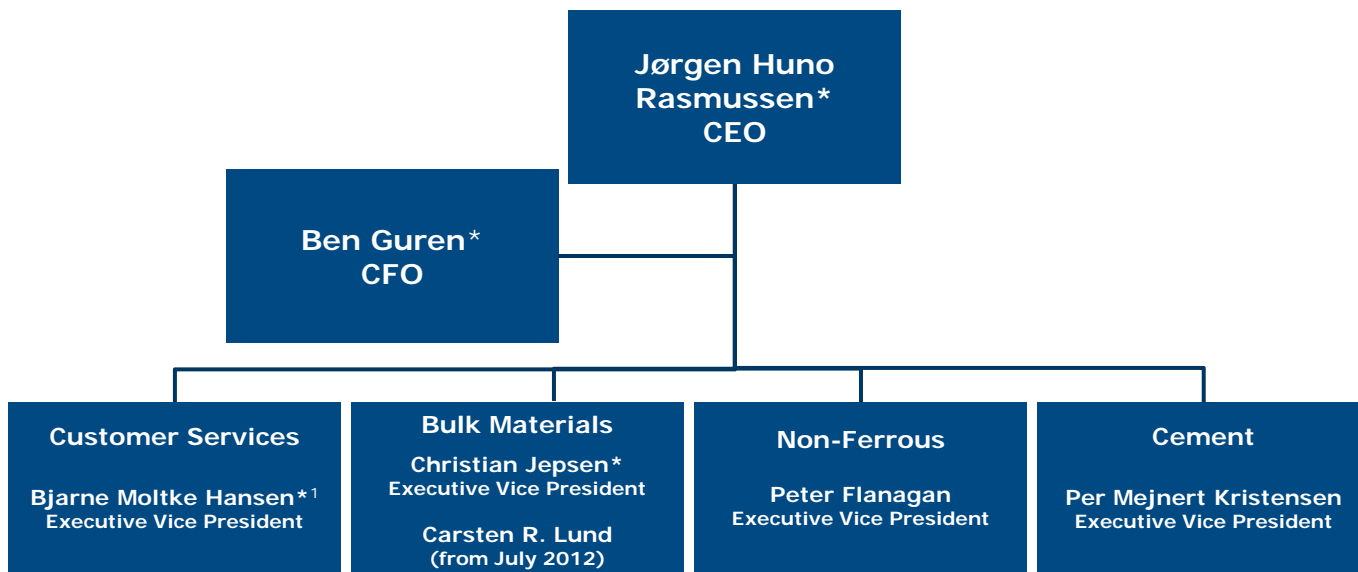 Jørgen Huno
Rasmussen*
CEO
Ben Guren*
CFO
Customer Services
Bjarne Moltke Hansen*¹
Executive Vice President
Bulk Materials
Christian Jepsen*
Executive Vice President
Carsten R. Lund
(from July 2012)
Non-Ferrous
Peter Flanagan
Executive Vice President
Cement
Per Mejnert Kristensen
Executive Vice President